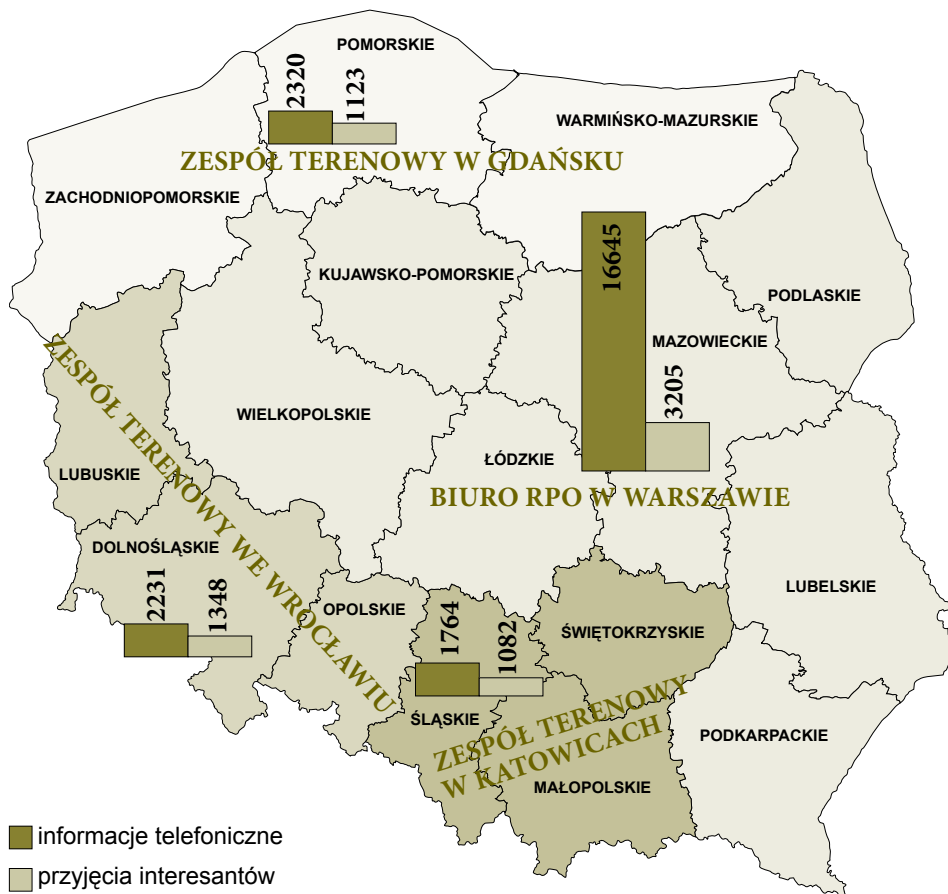 POMORSKIE
2320
1123
WARMIŃSKO-MAZURSKIE
ZESPÓŁ TERENOWY W GDAŃSKU
ZACHODNIOPOMORSKIE
KUJAWSKO-POMORSKIE
16645
PODLASKIE
MAZOWIECKIE
3205
ZESPÓŁ TERENOWY WE WROCŁAWIU
WIELKOPOLSKIE
ŁÓDZKIE
LUBUSKIE
BIURO RPO W WARSZAWIE
DOLNOŚLĄSKIE
2231
1348
OPOLSKIE
LUBELSKIE
1764
1082
ŚWIĘTOKRZYSKIE
ŚLĄSKIE
ZESPÓŁ TERENOWY
W KATOWICACH
PODKARPACKIE
MAŁOPOLSKIE
informacje telefoniczne
przyjęcia interesantów